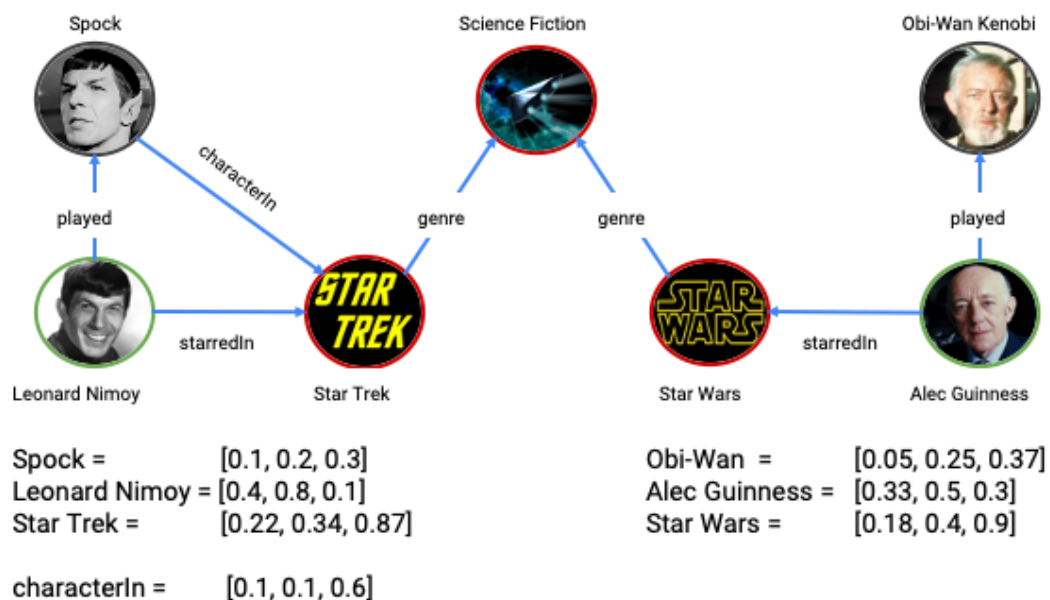 Spock
Science Fiction
Obi-Wan Kenobi
characterIn
played
genre
genre
played
STAR
TREK
STAR
WARS
starredIn
starredIn
Leonard Nimoy
Star Trek
Star Wars
Alec Guinness
Spock = [0.1, 0.2, 0.3]
Leonard Nimoy = [0.4, 0.8, 0.1]
Star Trek = [0.22, 0.34, 0.87]
characterIn = [0.1, 0.1, 0.6]
Obi-Wan = [0.05, 0.25, 0.37]
Alec Guinness = [0.33, 0.5, 0.3]
Star Wars = [0.18, 0.4, 0.9]